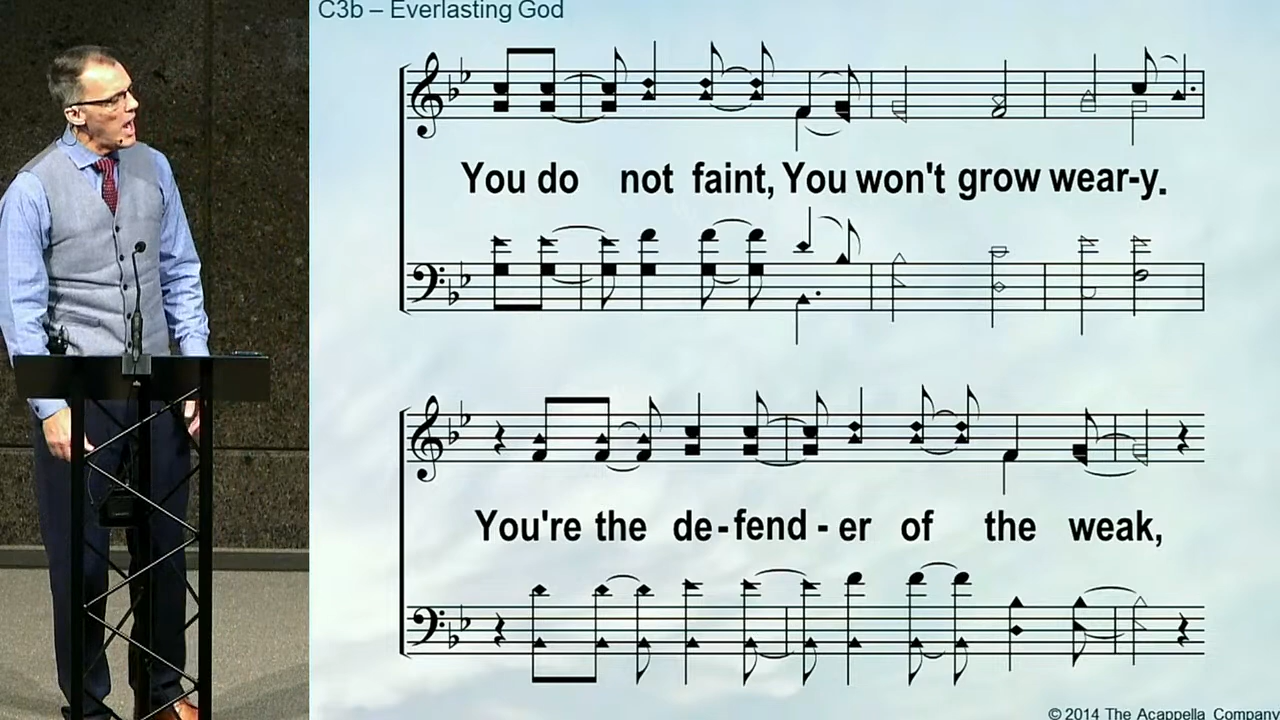 C3b – Everlasting God
You do not faint, You won't grow wear-y.
You're the de-fend-er of the weak,
© 2014 The Acappella Company